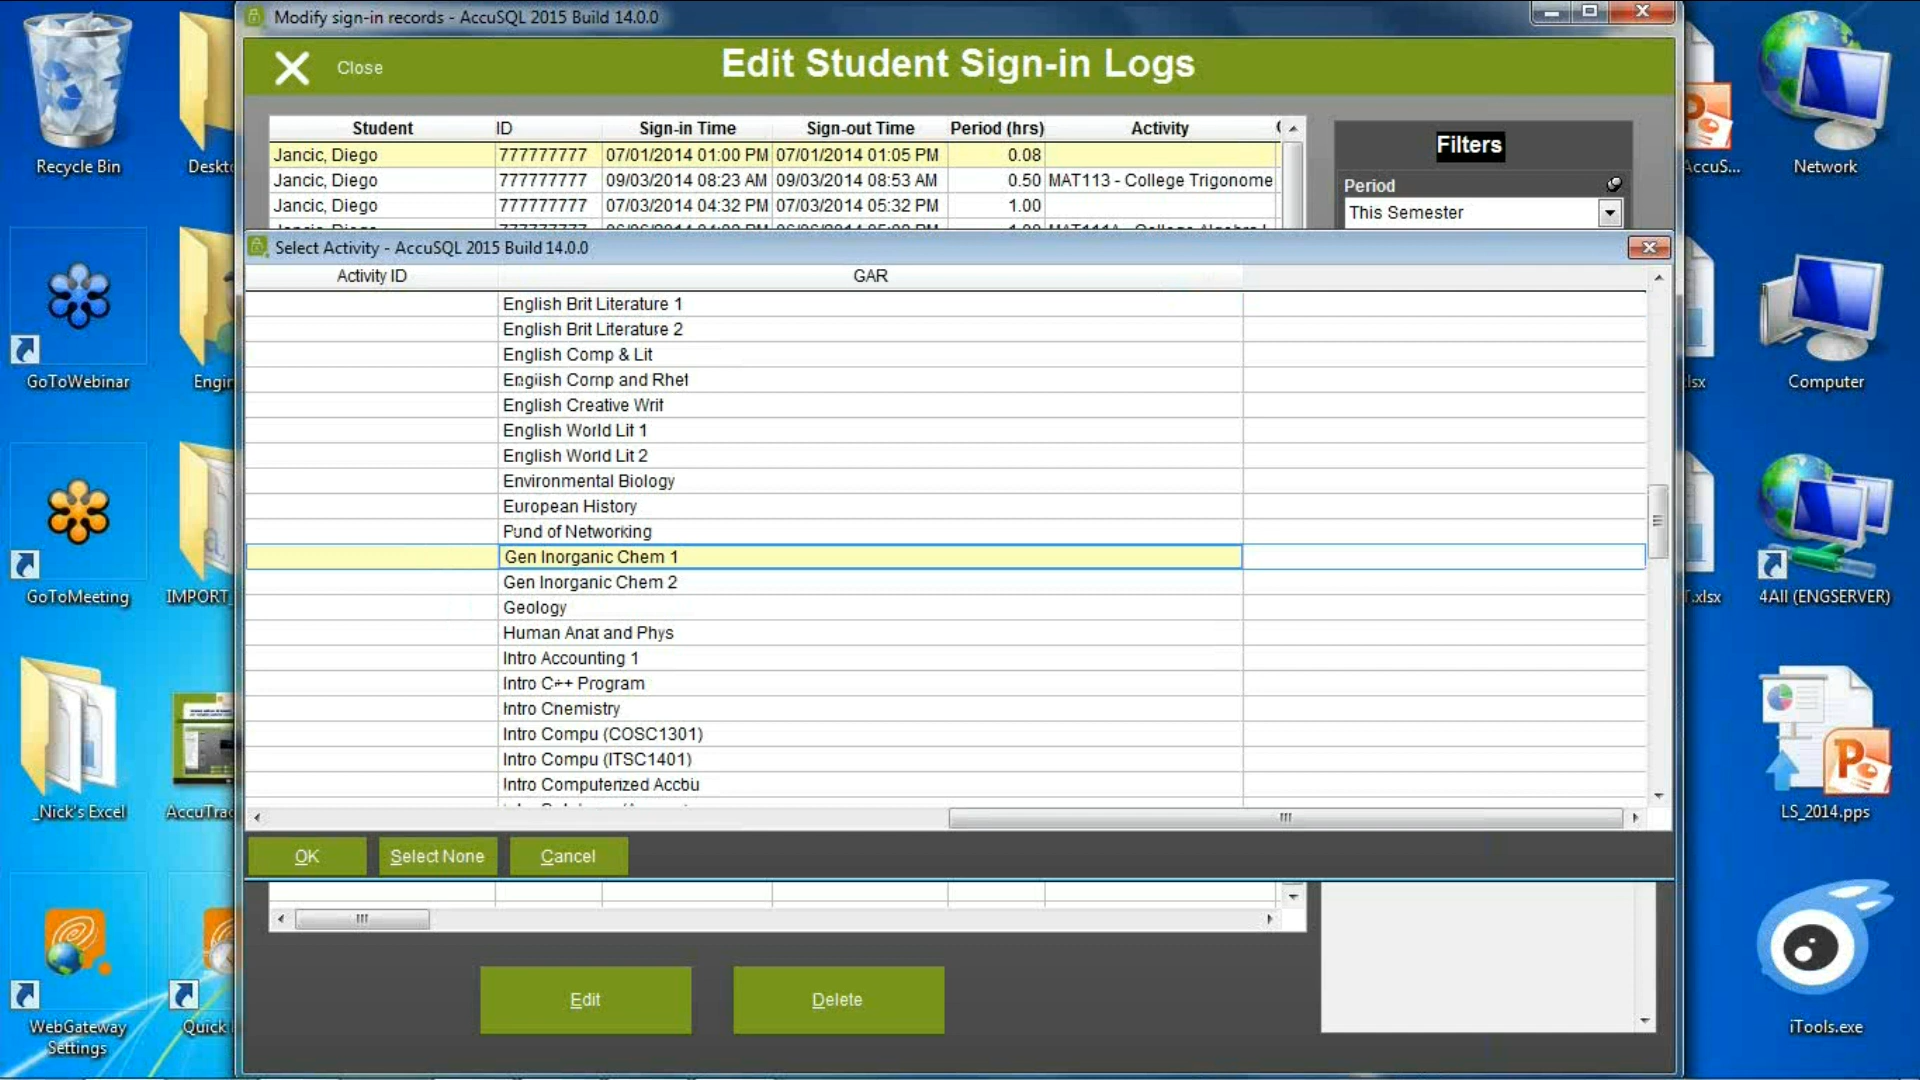 Modify sign-in records - AccuSQL 2015 Build 14.0.0
Close
Edit Student Sign-in Logs
Student ID Sign-in Time Sign-out Time Period (hrs) Activity
Jancic, Diego 777777777 07/01/2014 01:00 PM 07/01/2014 01:05 PM 0.08
Jancic, Diego 777777777 09/03/2014 08:23 AM 09/03/2014 08:53 AM 0.50 MAT113 - College Trigonome
Jancic, Diego 777777777 07/03/2014 04:32 PM 07/03/2014 05:32 PM 1.00
Filters
Period
This Semester
Select Activity - AccuSQL 2015 Build 14.0.0
Activity ID GAR
English Brit Literature 1
English Brit Literature 2
English Comp & Lit
English Comp and Rhet
English Creative Writ
English World Lit 1
English World Lit 2
Environmental Biology
European History
Fund of Networking
Gen Inorganic Chem 1
Gen Inorganic Chem 2
Geology
Human Anat and Phys
Intro Accounting 1
Intro C++ Program
Intro Chemistry
Intro Compu (COSC1301)
Intro Compu (ITSC1401)
Intro Computerized Accou
OK Select None Cancel
Edit Delete
Recycle Bin
Deskto
GoToWebinar
Engin
GoToMeeting
IMPORT_
_Nick's Excel
AccuTrac
WebGateway
Settings
Quick
AccuS...
Network
.lsx
Computer
T.xlsx
4All (ENGSERVER)
LS_2014.pps
iTools.exe